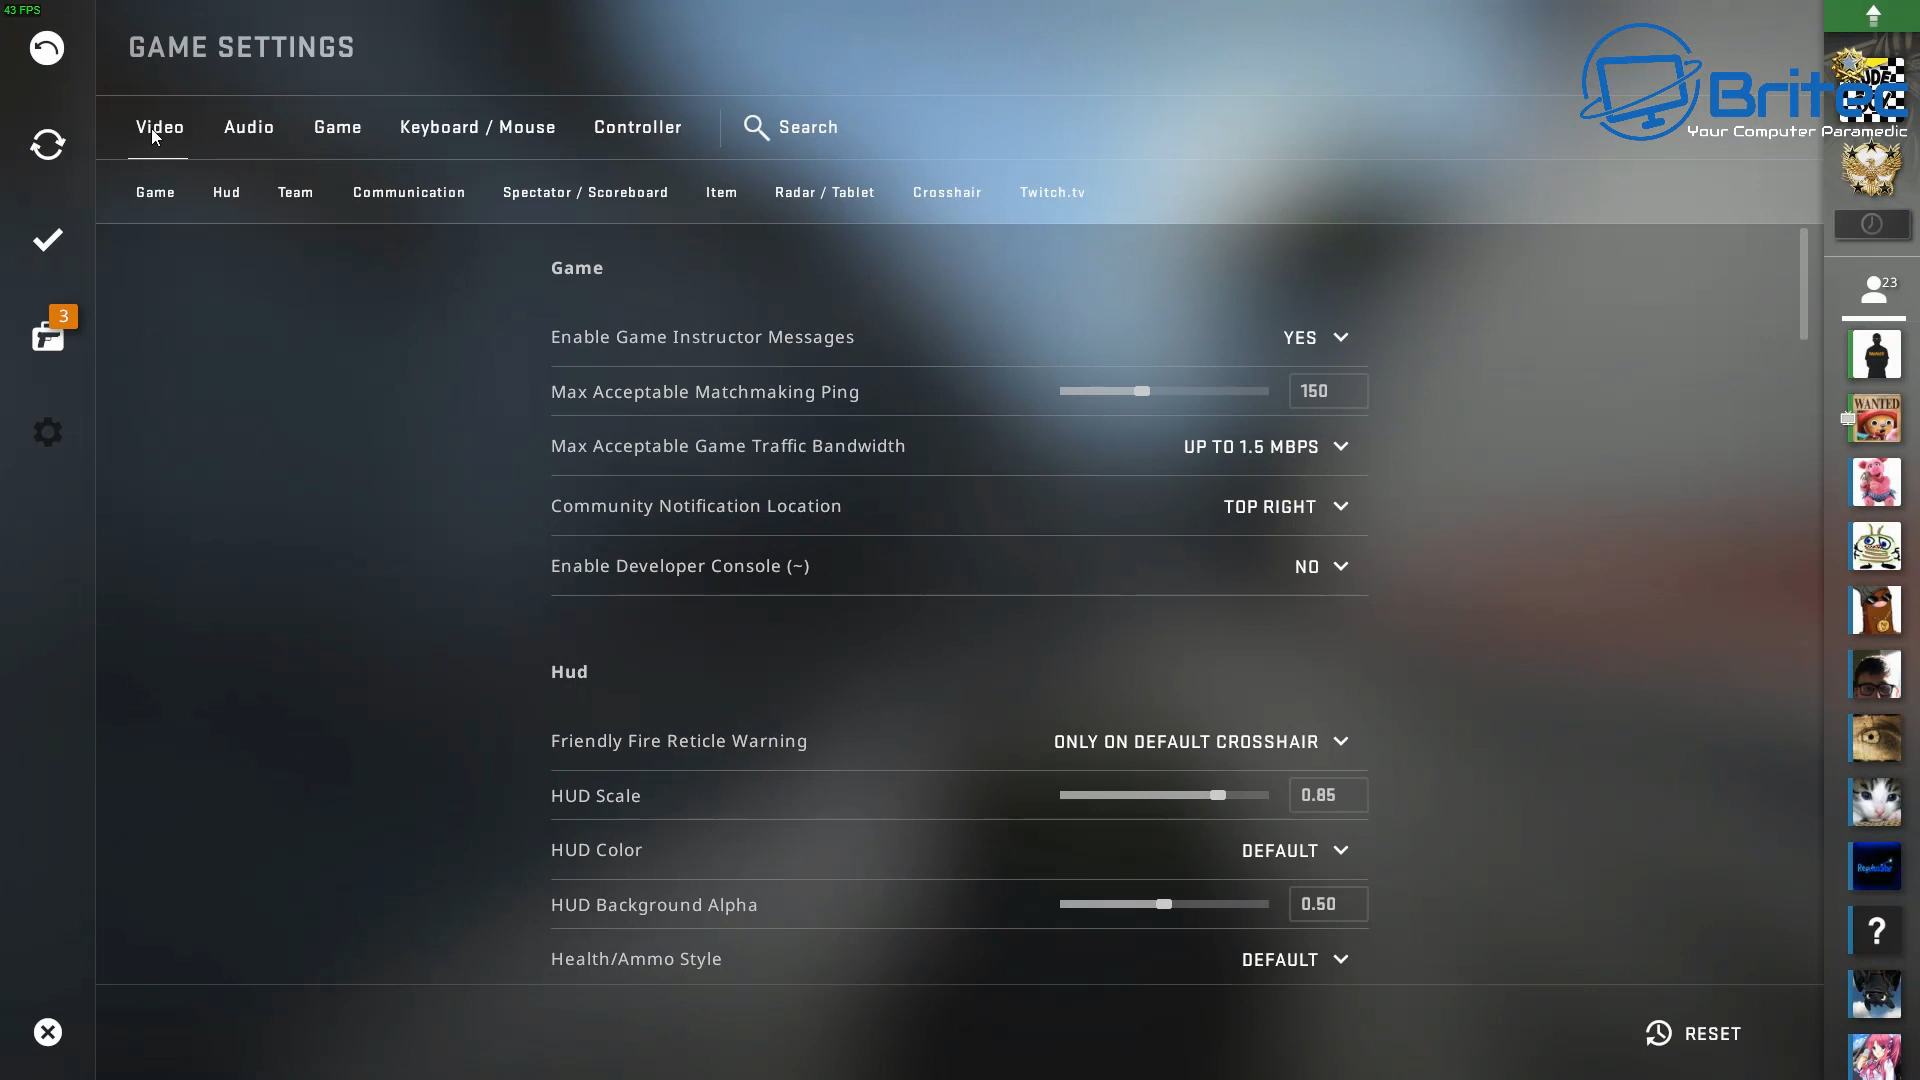 43 FPS
GAME SETTINGS
Video
Audio
Game
Keyboard / Mouse
Controller
Search
Britec
Your Computer Paramedic
Game
Hud
Team
Communication
Spectator / Scoreboard
Item
Radar / Tablet
Crosshair
Twitch.tv
Game
Enable Game Instructor Messages
YES
Max Acceptable Matchmaking Ping
150
Max Acceptable Game Traffic Bandwidth
UP TO 1.5 MBPS
Community Notification Location
TOP RIGHT
Enable Developer Console (~)
NO
Hud
Friendly Fire Reticle Warning
ONLY ON DEFAULT CROSSHAIR
HUD Scale
0.85
HUD Color
DEFAULT
HUD Background Alpha
0.50
Health/Ammo Style
DEFAULT
RESET
3
23
WANTED
?